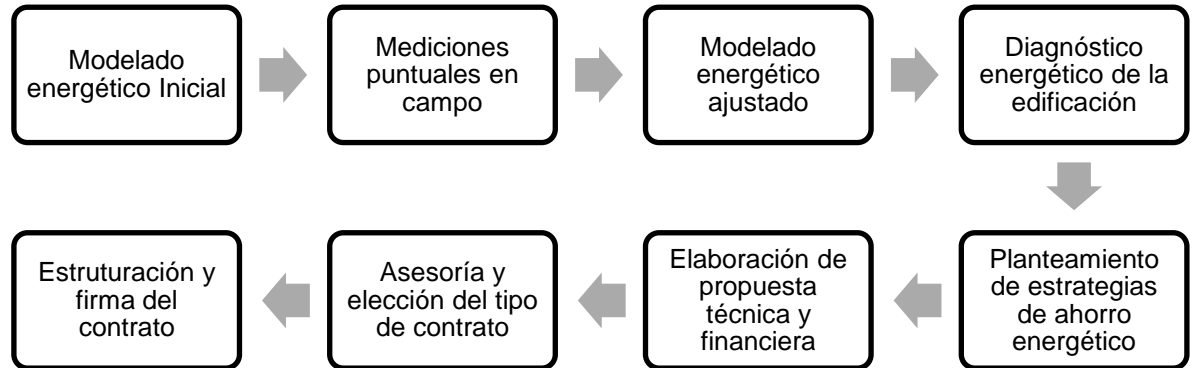 Modelado
energético Inicial
Mediciones
puntuales en
campo
Modelado
energético
ajustado
Diagnóstico
energético de la
edificación
Planteamiento
de estrategias
de ahorro
energético
Elaboración de
propuesta
técnica y
financiera
Asesoría y
elección del tipo
de contrato
Estruturación y
firma del
contrato